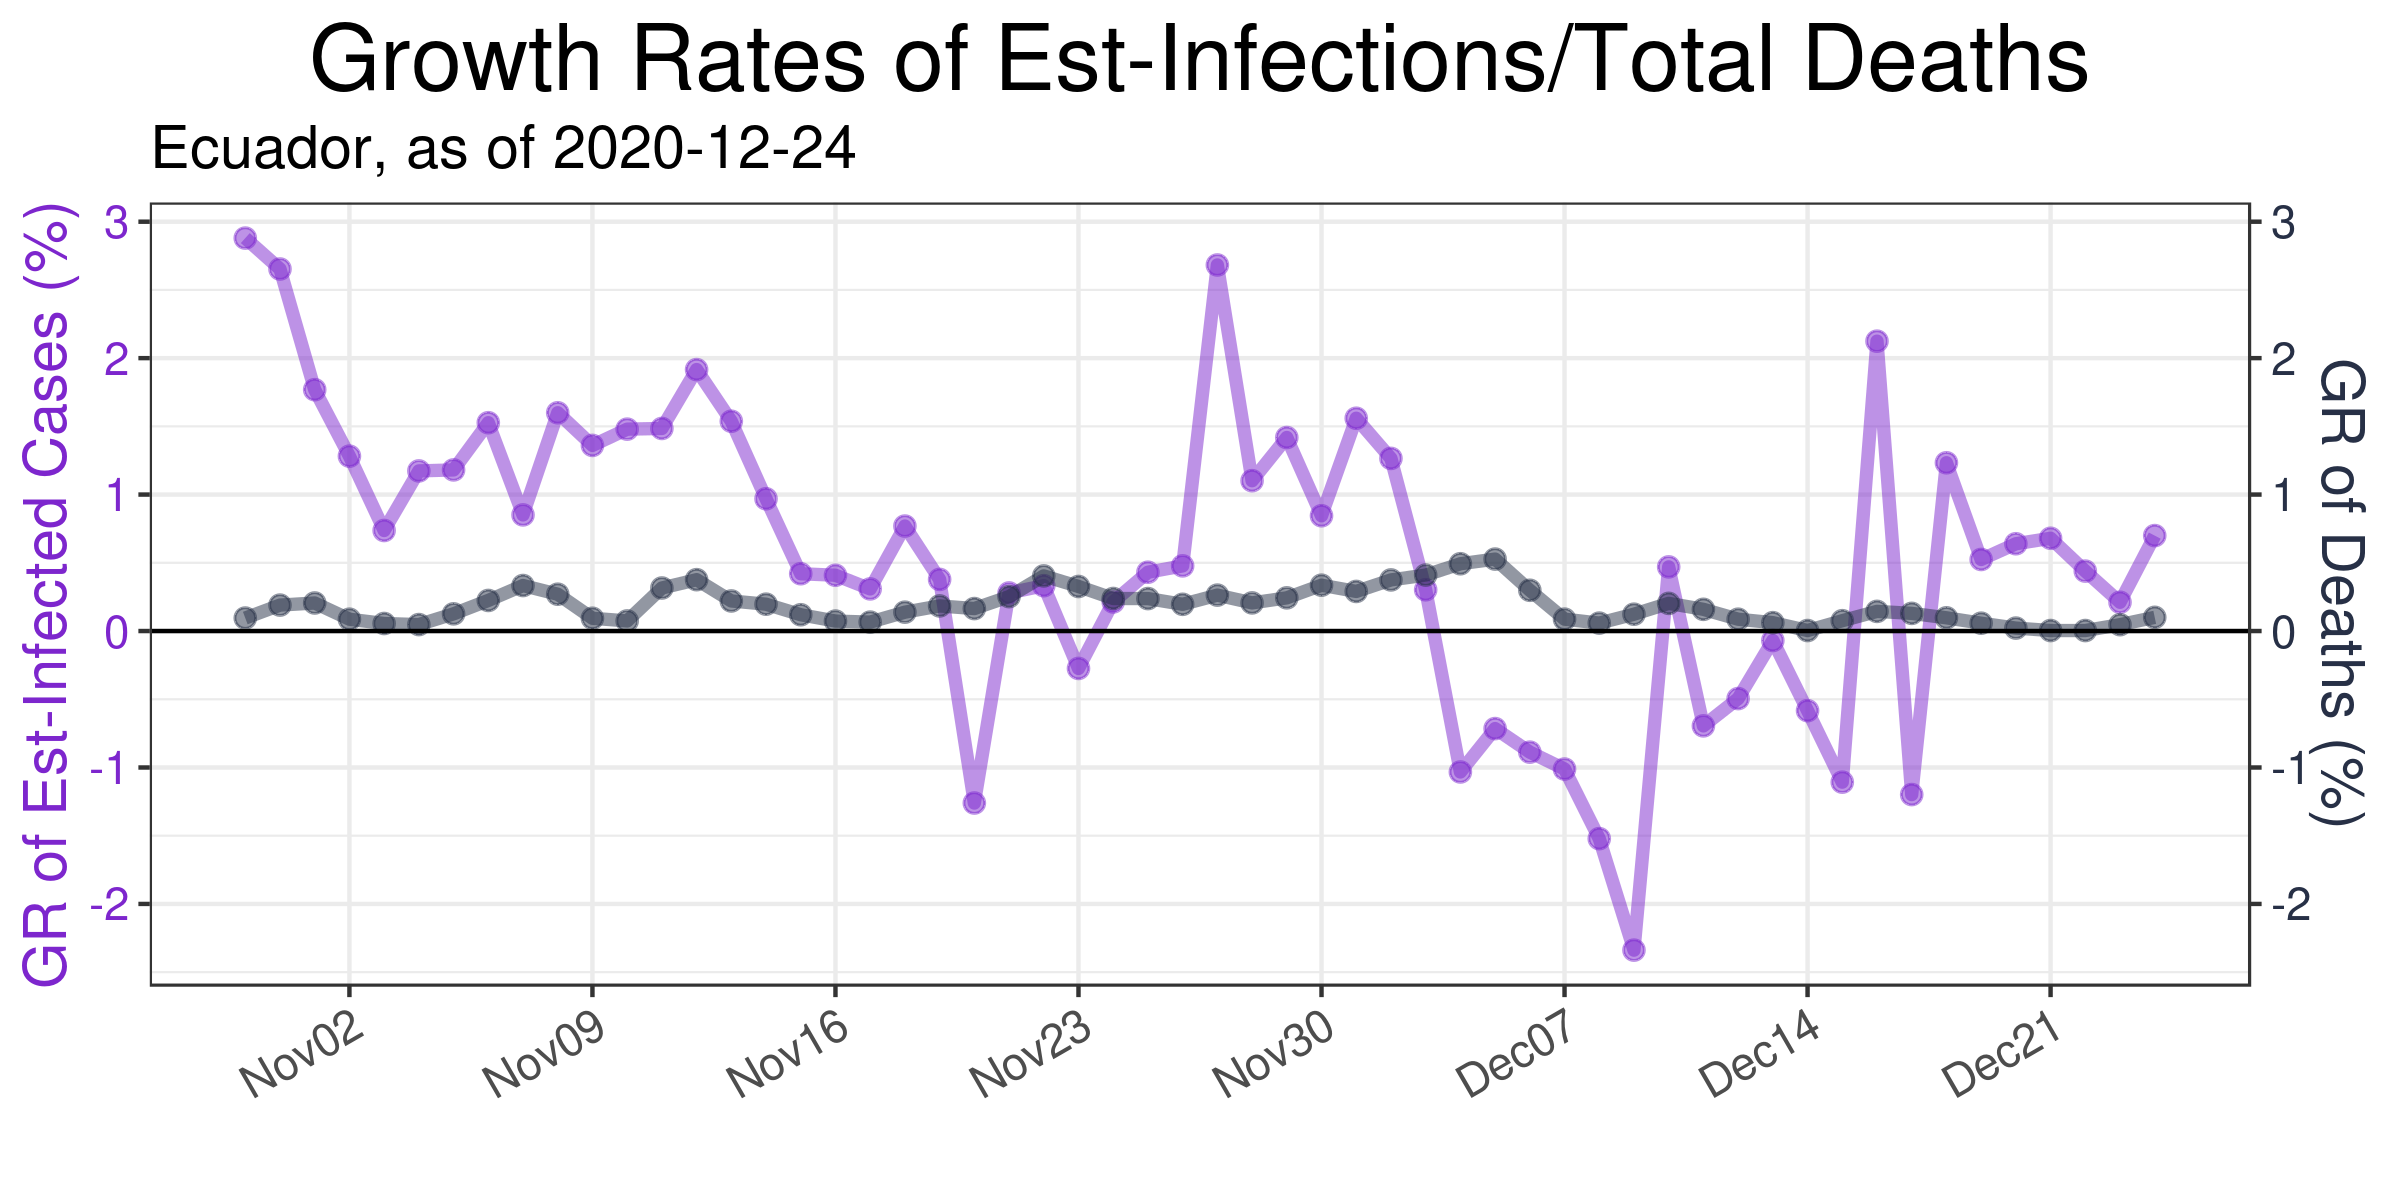 Growth Rates of Est-Infections/Total Deaths
Ecuador, as of 2020-12-24
GR of Est-Infected Cases (%)
3
2
1
0
-1
-2
3
2
1
0
-1
-2
GR of Deaths (%)
Nov02
Nov09
Nov16
Nov23
Nov30
Dec07
Dec14
Dec21